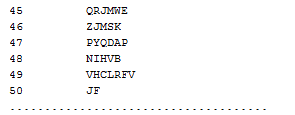 45 QRJMWE
46 ZJMSK
47 PYQDAP
48 NIHVB
49 VHCLRFV
50 JF
-------------------------------------